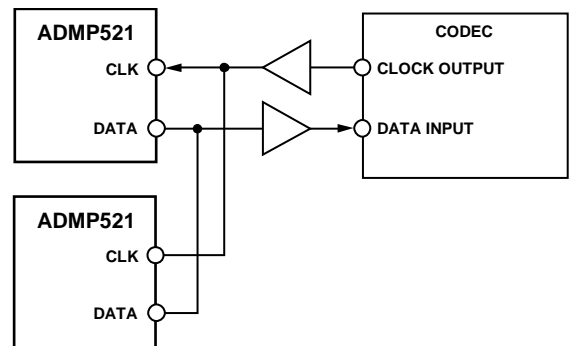 ADMP521
CLK
DATA
CODEC
CLOCK OUTPUT
DATA INPUT
ADMP521
CLK
DATA